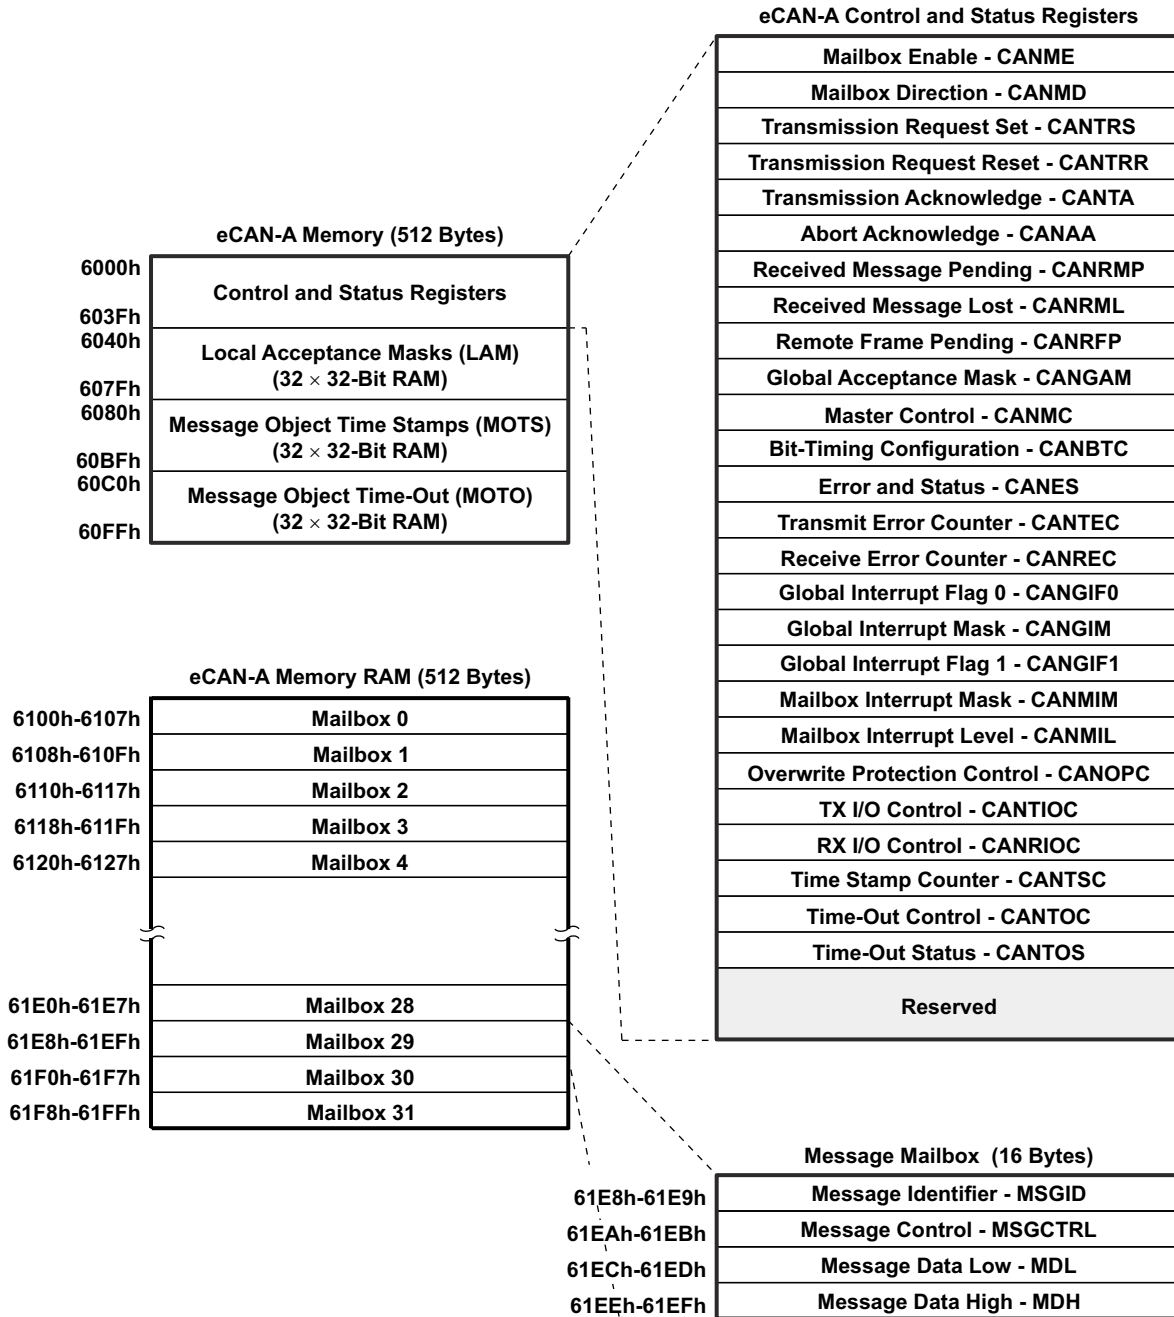 eCAN-A Control and Status Registers
Mailbox Enable - CANME
Mailbox Direction - CANMD
Transmission Request Set - CANTRS
Transmission Request Reset - CANTRR
Transmission Acknowledge - CANTA
Abort Acknowledge - CANAA
Received Message Pending - CANRMP
Received Message Lost - CANRML
Remote Frame Pending - CANRFP
Global Acceptance Mask - CANGAM
Master Control - CANMC
Bit-Timing Configuration - CANBTC
Error and Status - CANES
Transmit Error Counter - CANTEC
Receive Error Counter - CANREC
Global Interrupt Flag 0 - CANGIF0
Global Interrupt Mask - CANGIM
Global Interrupt Flag 1 - CANGIF1
Mailbox Interrupt Mask - CANMIM
Mailbox Interrupt Level - CANMIL
Overwrite Protection Control - CANOPC
TX I/O Control - CANTIOC
RX I/O Control - CANRIOC
Time Stamp Counter - CANTSC
Time-Out Control - CANTOC
Time-Out Status - CANTOS
Reserved
eCAN-A Memory (512 Bytes)
6000h
Control and Status Registers
603Fh
6040h
Local Acceptance Masks (LAM)
(32 × 32-Bit RAM)
607Fh
6080h
Message Object Time Stamps (MOTS)
(32 × 32-Bit RAM)
60BFh
60C0h
Message Object Time-Out (MOTO)
(32 × 32-Bit RAM)
60FFh
eCAN-A Memory RAM (512 Bytes)
6100h-6107h Mailbox 0
6108h-610Fh Mailbox 1
6110h-6117h Mailbox 2
6118h-611Fh Mailbox 3
6120h-6127h Mailbox 4
61E0h-61E7h Mailbox 28
61E8h-61EFh Mailbox 29
61F0h-61F7h Mailbox 30
61F8h-61FFh Mailbox 31
Message Mailbox (16 Bytes)
61E8h-61E9h Message Identifier - MSGID
61EAh-61EBh Message Control - MSGCTRL
61ECh-61EDh Message Data Low - MDL
61EEh-61EFh Message Data High - MDH